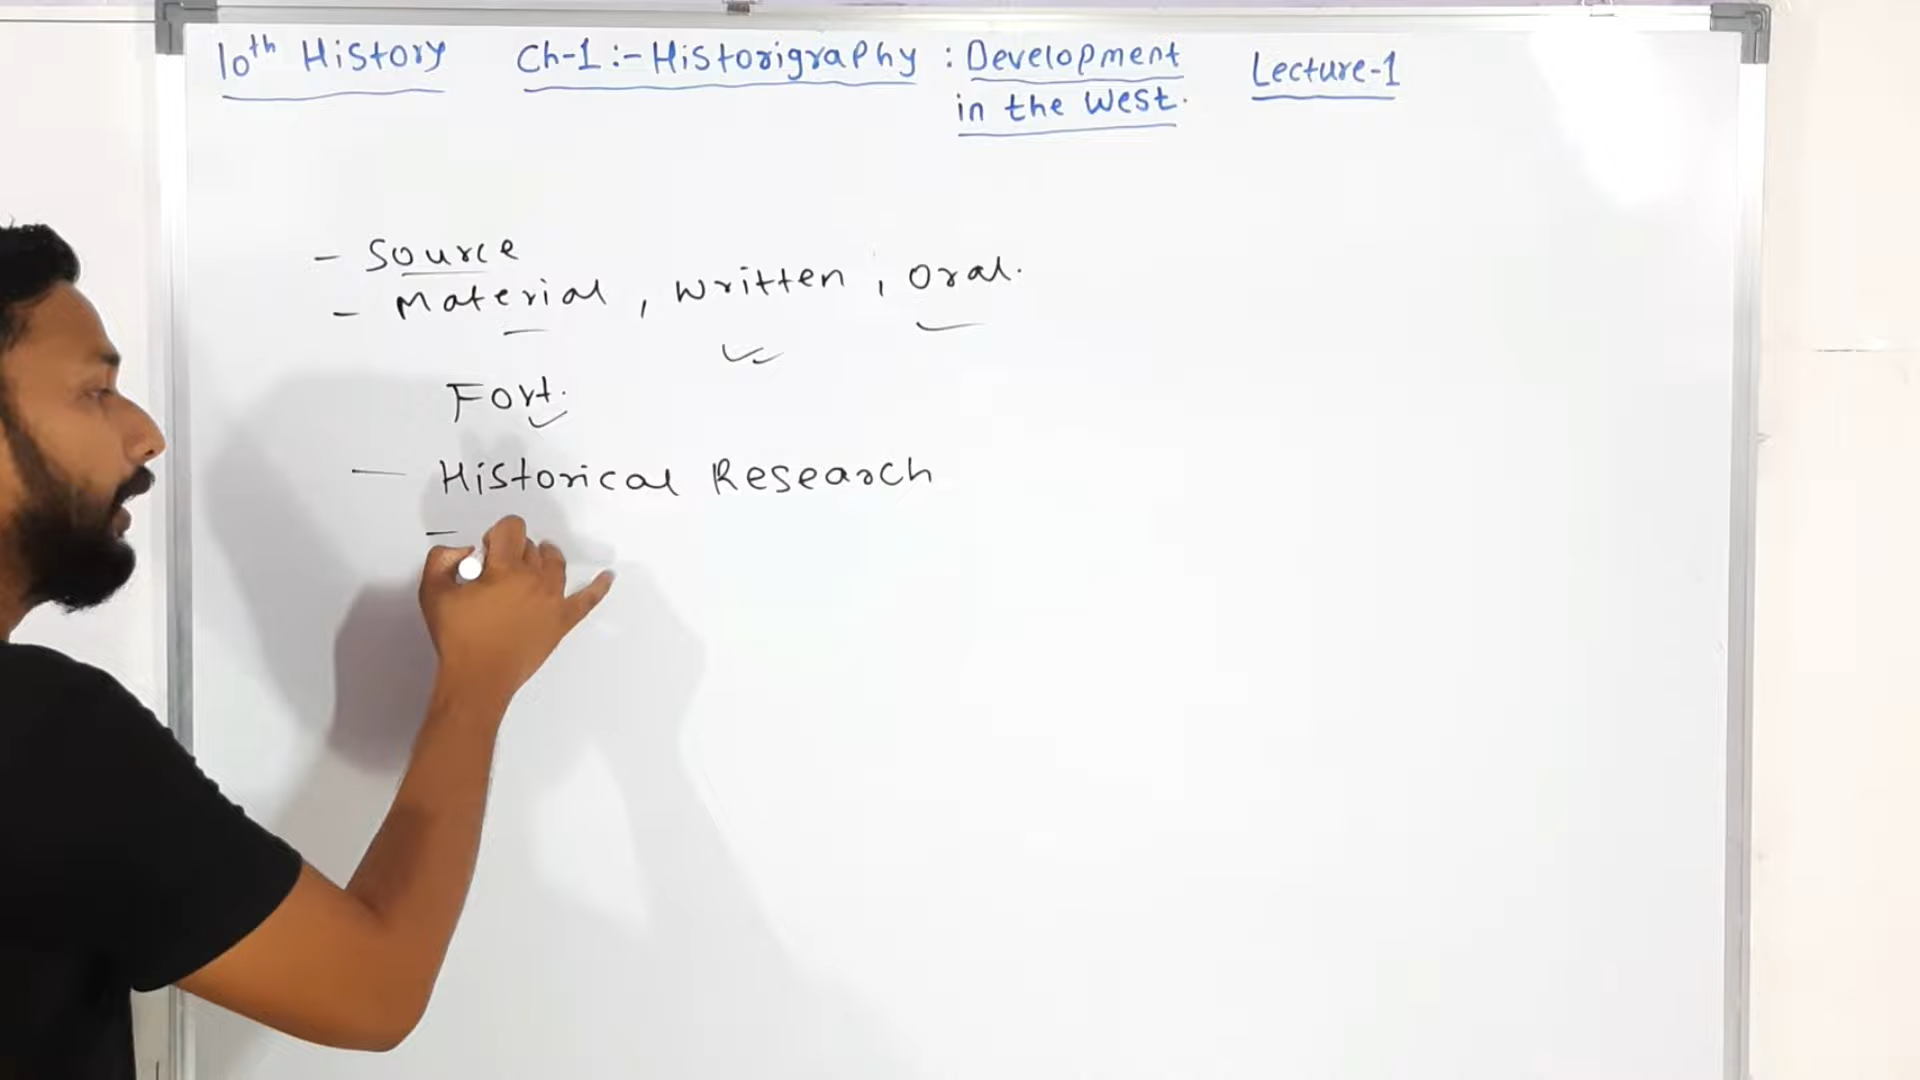 10th History Ch-1:- Historigraphy : Development in the West. Lecture-1
- Source
- Material, written, oral.
Fort.
- Historical Research
-